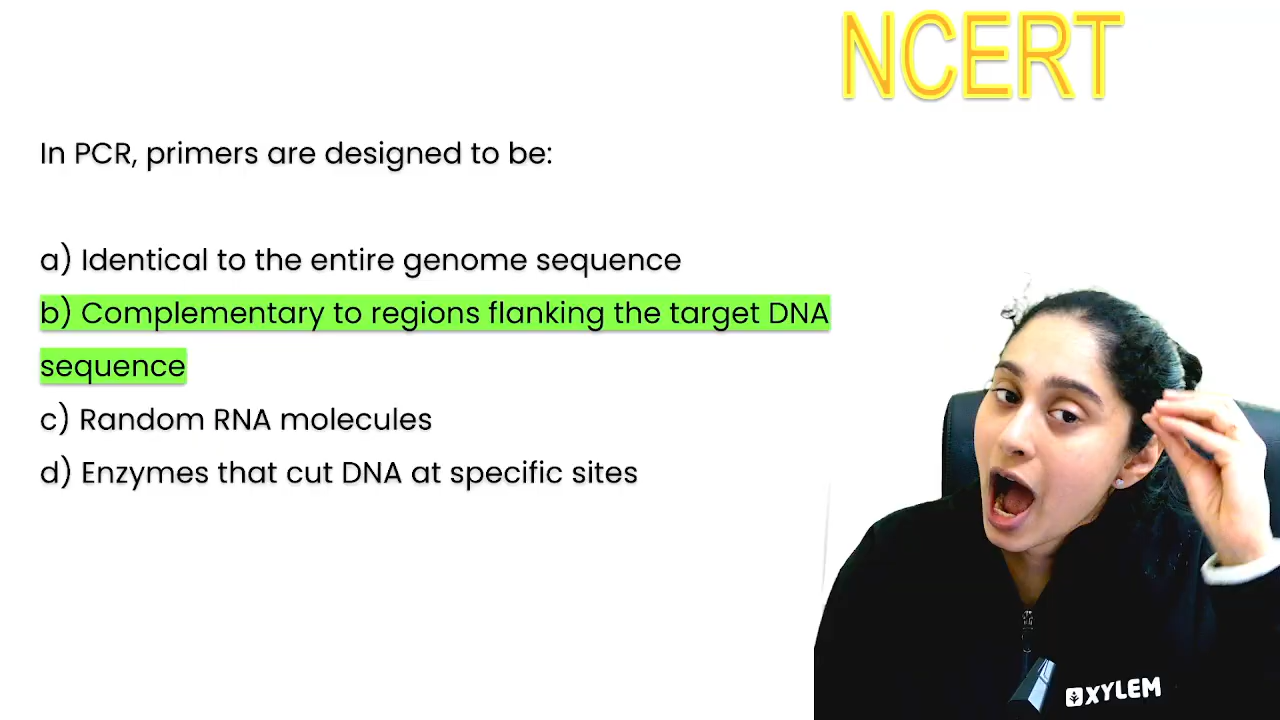 NCERT
In PCR, primers are designed to be:
a) Identical to the entire genome sequence
b) Complementary to regions flanking the target DNA
sequence
c) Random RNA molecules
d) Enzymes that cut DNA at specific sites
XYLEM